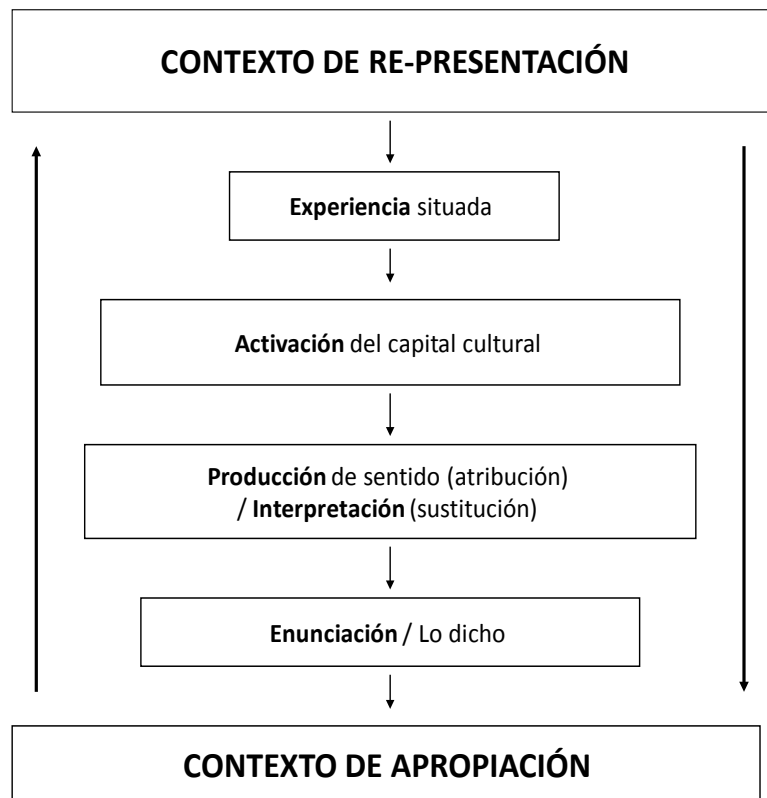 CONTEXTO DE RE-PRESENTACIÓN
Experiencia situada
Activación del capital cultural
Producción de sentido (atribución)
/ Interpretación (sustitución)
Enunciación / Lo dicho
CONTEXTO DE APROPIACIÓN